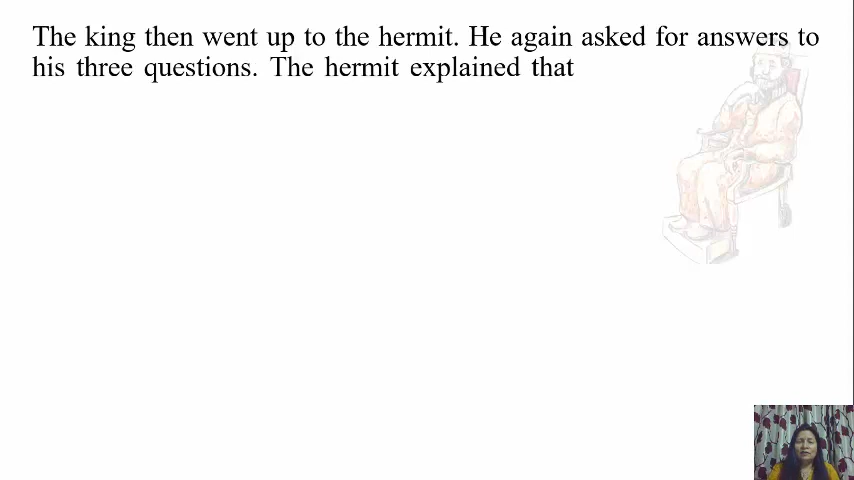 The king then went up to the hermit. He again asked for answers to
his three questions. The hermit explained that